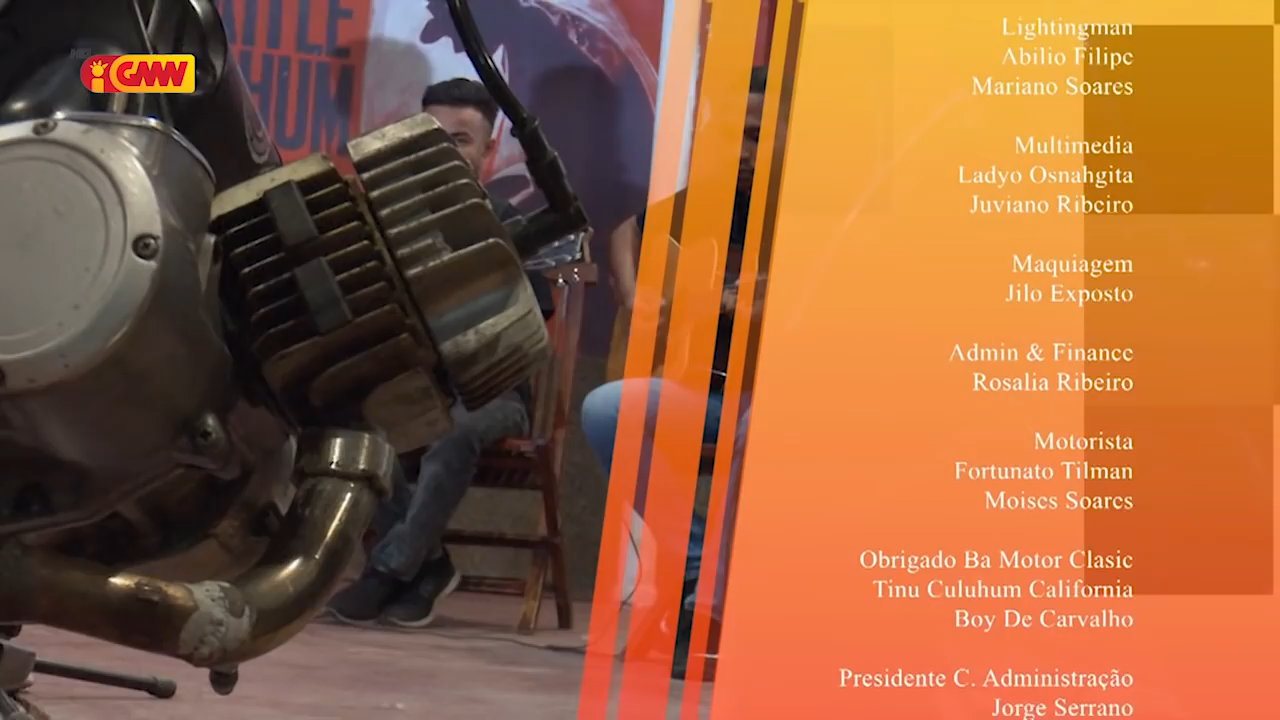 GMN
Lightingman
Abilio Filipe
Mariano Soares
Multimedia
Ladyo Osnahgita
Juviano Ribeiro
Maquiagem
Jilo Exposto
Admin & Finance
Rosalia Ribeiro
Motorista
Fortunato Tilman
Moises Soares
Obrigado Ba Motor Clasic
Tinu Culuhum California
Boy De Carvalho
Presidente C. Administração
Jorge Serrano